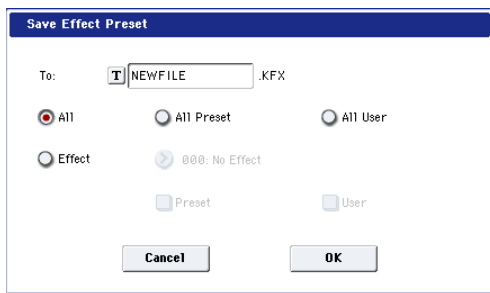 Save Effect Preset
To: T NEWFILE .KFX
All All Preset All User
Effect 000: No Effect
Preset User
Cancel OK